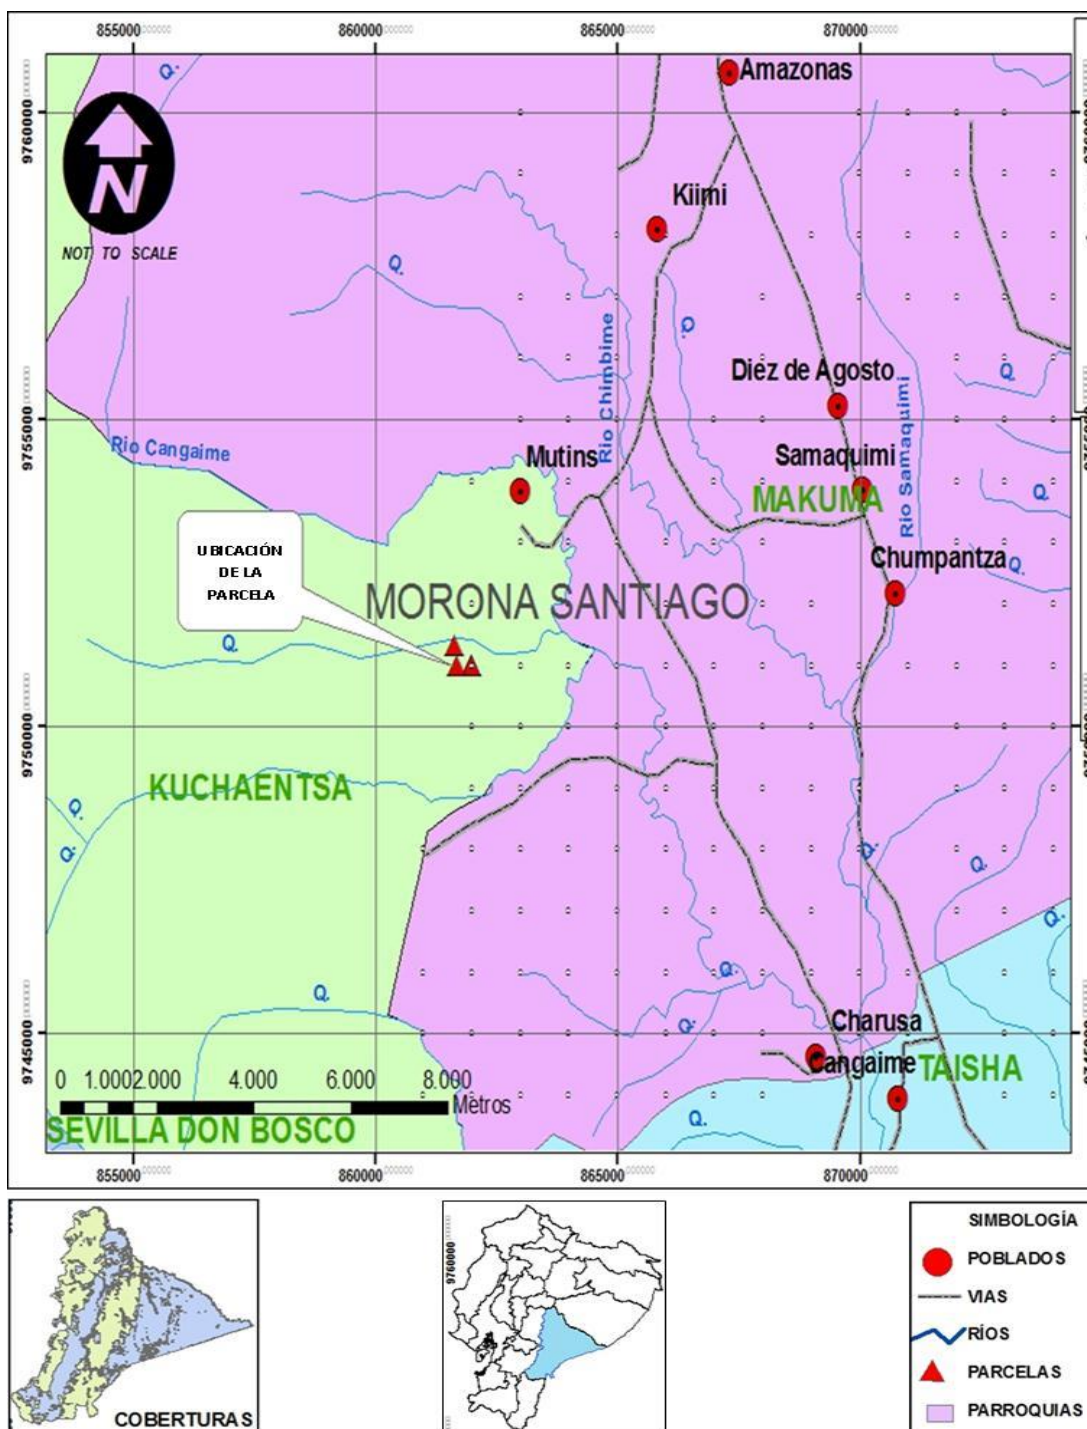 855000
860000
865000
870000
Q.
Amazonas
9760000
N
NOT TO SCALE
Kiimi
Q.
Q.
Rio Chimbime
Diez de Agosto
Q.
Rio Samaquimi
9755000
Rio Cangaime
Mutins
Samaquimi
MAKUMA
Q.
UBICACIÓN
DE LA
PARCELA
Chumpantza
Q.
MORONA SANTIAGO
Q.
9750000
KUCHAENTSA
Q.
Q.
Q.
Q.
Q.
Q.
Q.
Q.
9745000
Charusa
Cangaime
TAISHA
0 1.000 2.000 4.000 6.000 8.000
Metros
Q.
SEVILLA DON BOSCO
855000
860000
865000
870000
COBERTURAS
9760000
SIMBOLOGÍA
POBLADOS
VIAS
RÍOS
PARCELAS
PARROQUIAS